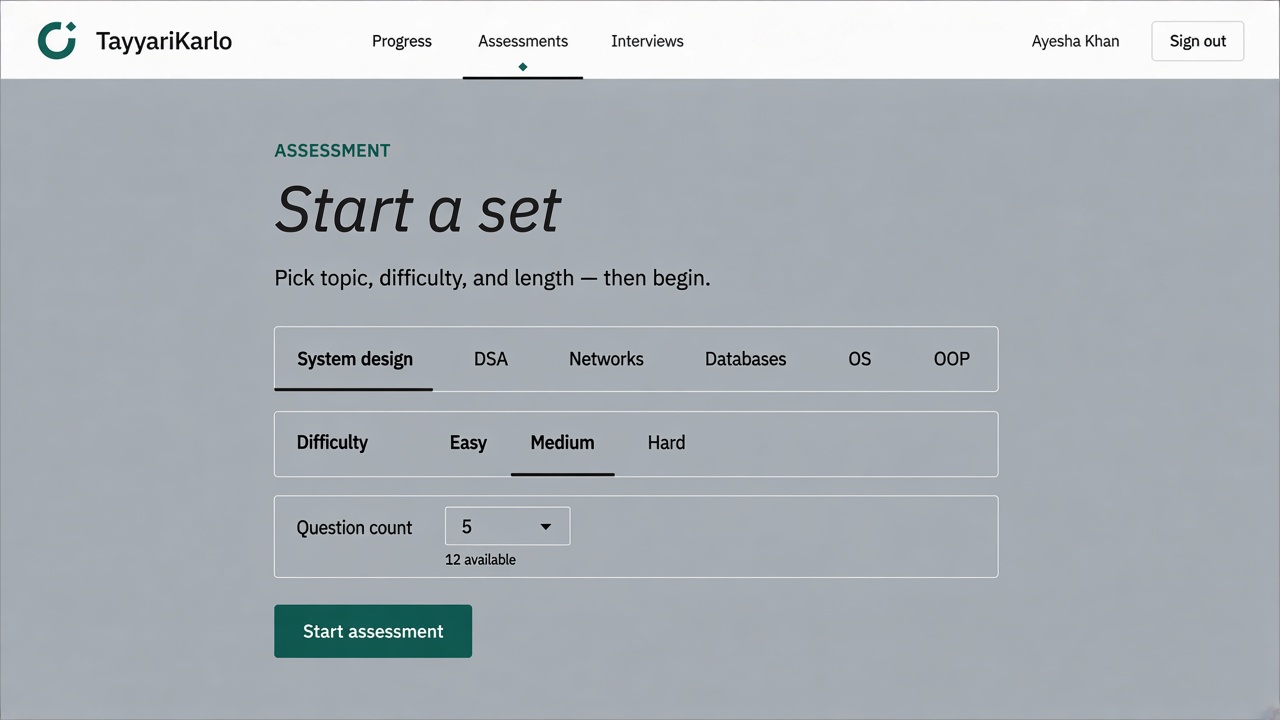 TayyariKarlo Progress Assessments Interviews Ayesha Khan Sign out
ASSESSMENT
Start a set
Pick topic, difficulty, and length — then begin.
System design DSA Networks Databases OS OOP
Difficulty Easy Medium Hard
Question count 5
12 available
Start assessment